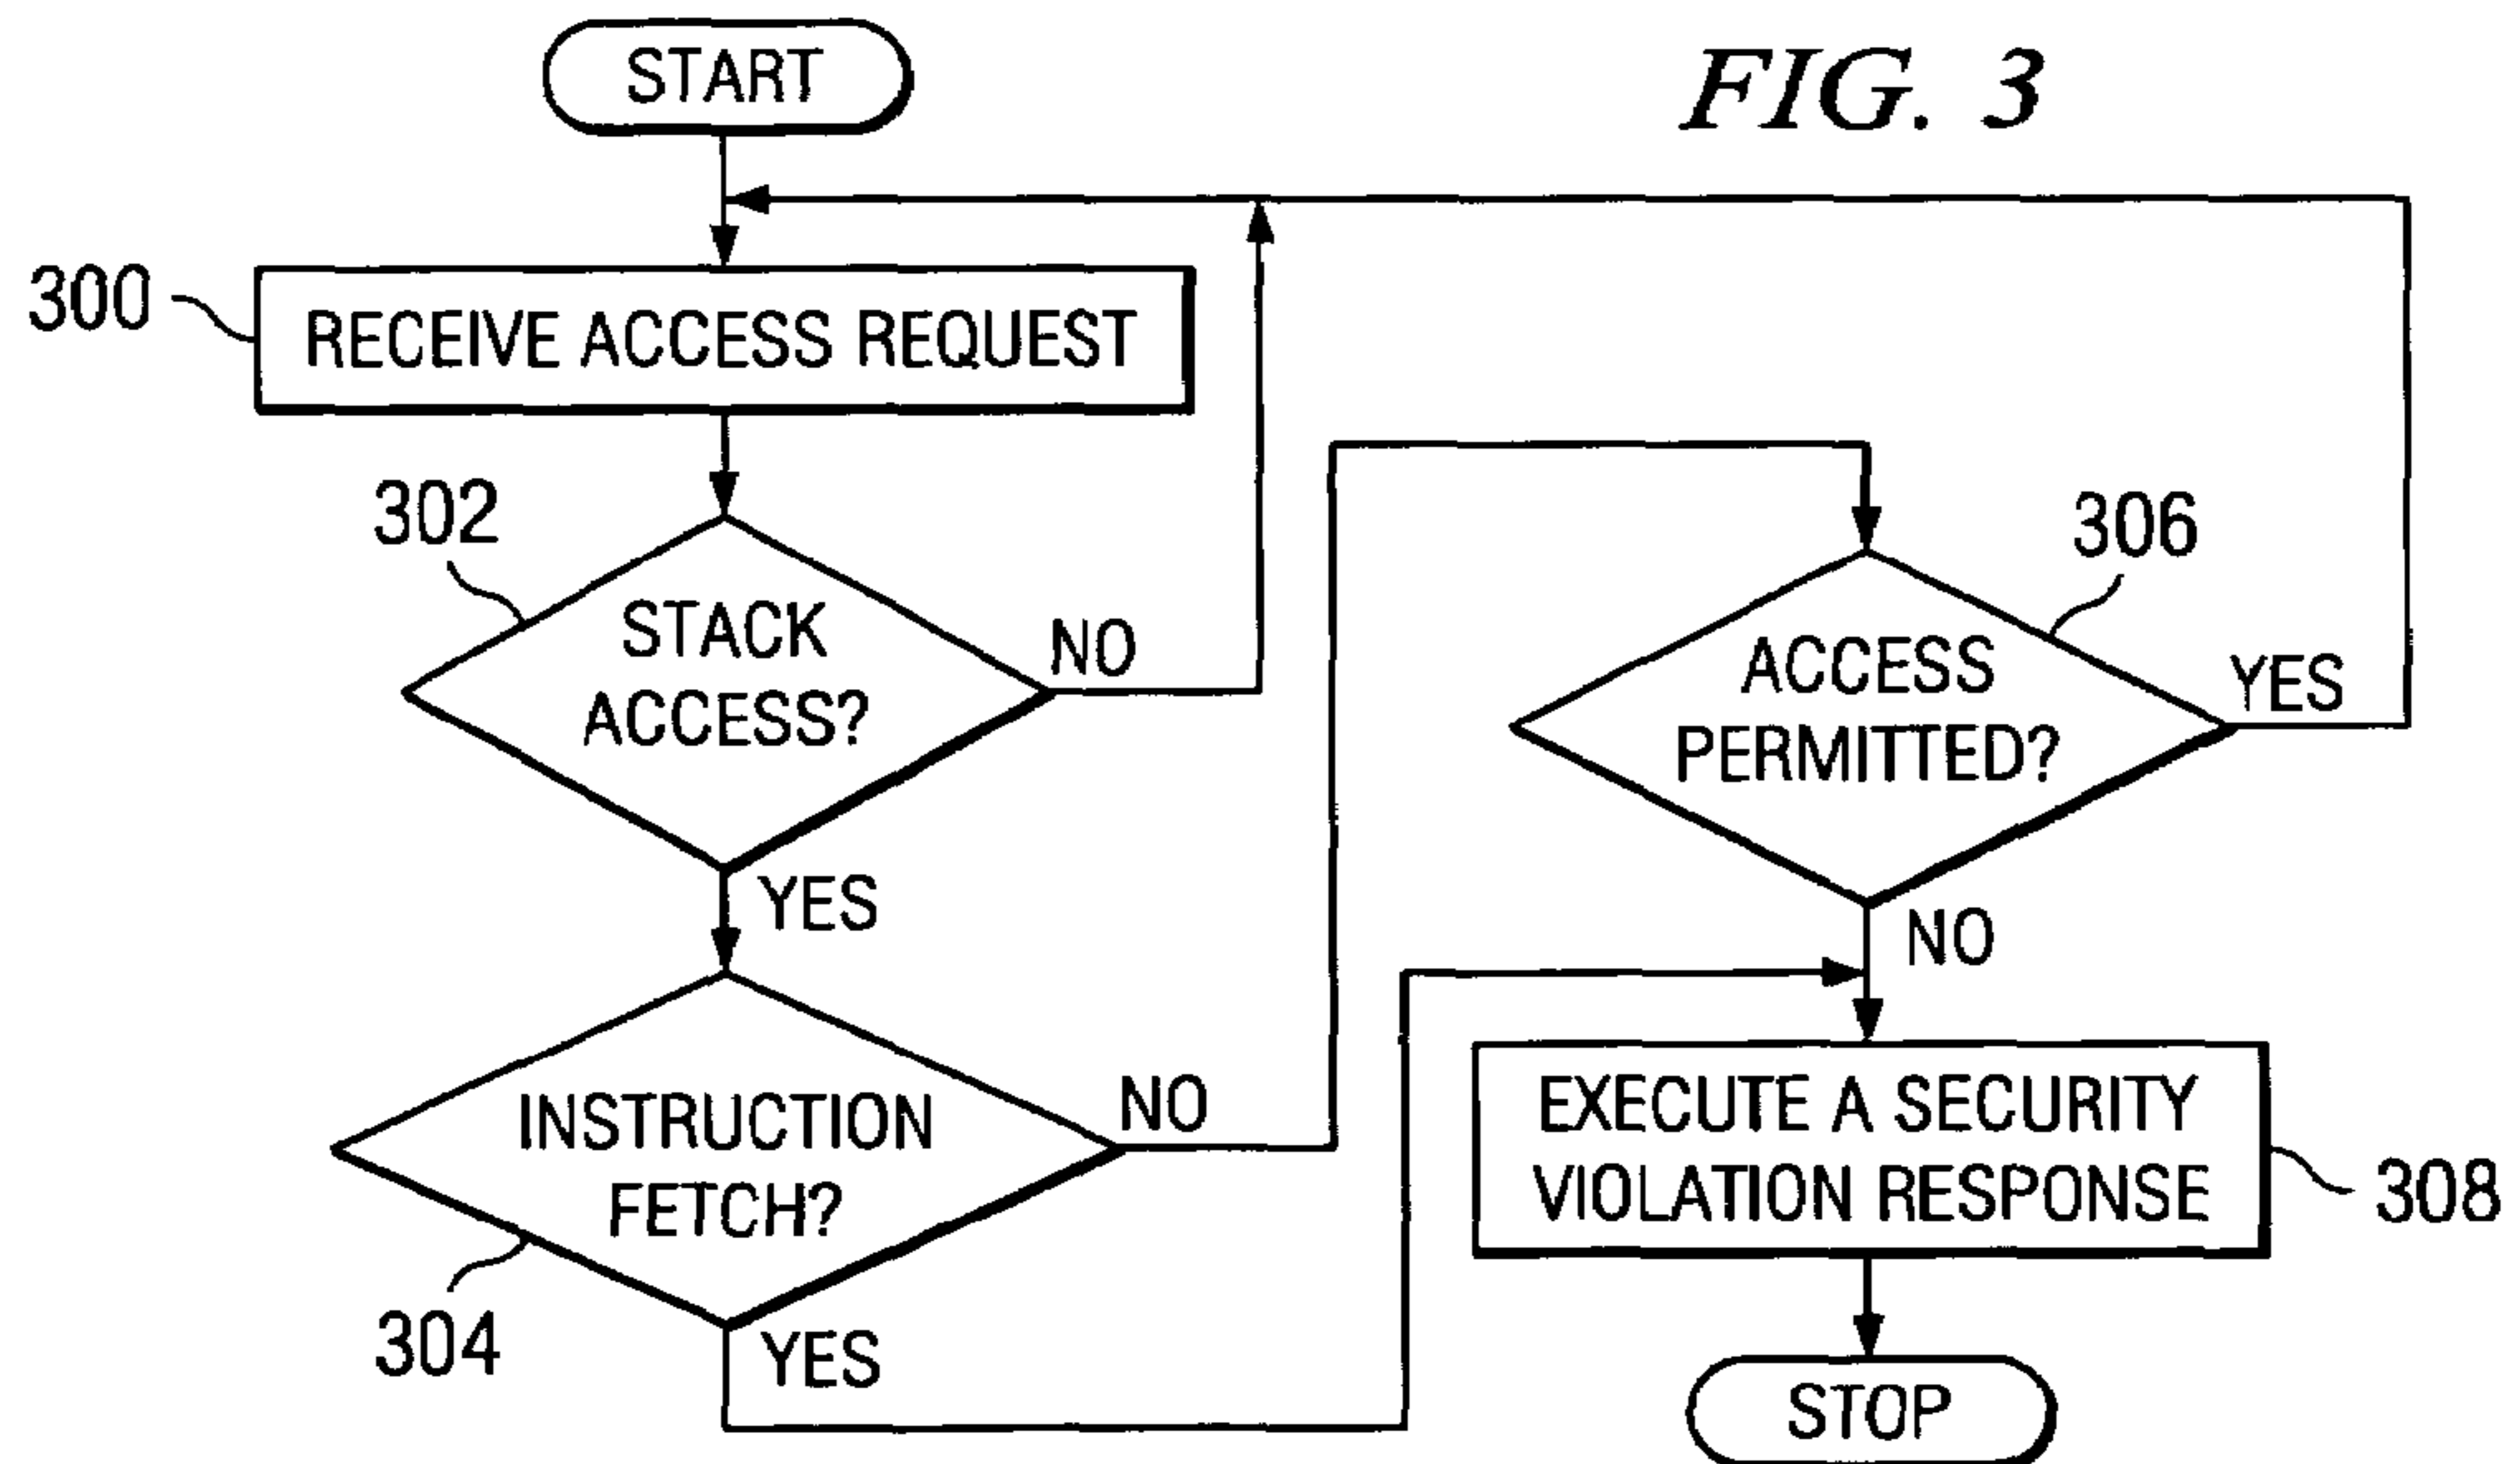 START
FIG. 3
300
RECEIVE ACCESS REQUEST
302
STACK
ACCESS?
NO
YES
INSTRUCTION
FETCH?
304
NO
YES
306
ACCESS
PERMITTED?
YES
NO
EXECUTE A SECURITY
VIOLATION RESPONSE
308
STOP